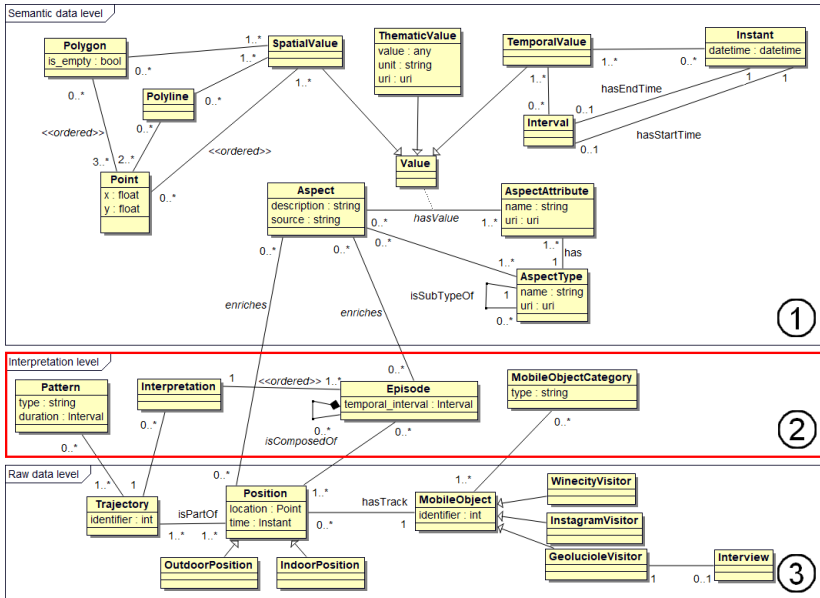 Semantic data level
Polygon
is_empty : bool
1..*
0..*
SpatialValue
1..*
1..*
ThematicValue
value : any
unit : string
uri : uri
TemporalValue
1..*
0..*
Instant
datetime : datetime
0..*
Polyline
0..*
0..*
<<ordered>>
<<ordered>>
1..*
0..*
Interval
hasEndTime
0..1
1
1
hasStartTime
0..1
3..*
2..*
Point
x : float
y : float
0..*
Value
Aspect
description : string
source : string
0..*
hasValue
1..*
AspectAttribute
name : string
uri : uri
0..*
0..*
0..*
1..*
has
1
1..*
AspectType
name : string
uri : uri
isSubTypeOf
1
0..*
enriches
enriches
1
Interpretation level
Pattern
type : string
duration : Interval
Interpretation
1
<<ordered>>
1..*
0..*
Episode
temporal_interval : Interval
MobileObjectCategory
type : string
0..*
0..*
0..*
isComposedOf
0..*
0..*
2
Raw data level
1..*
1
Trajectory
identifier : int
isPartOf
1..*
1..*
0..*
Position
location : Point
time : Instant
1..*
0..*
hasTrack
1
1..*
MobileObject
identifier : int
WinecityVisitor
InstagramVisitor
GeolucioleVisitor
1
0..1
Interview
OutdoorPosition
IndoorPosition
3